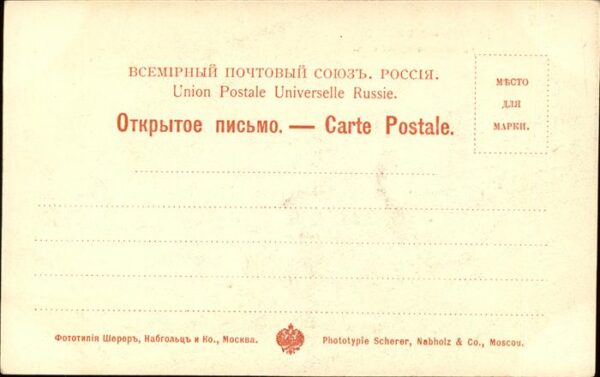 ВСЕМІРНЫЙ ПОЧТОВЫЙ СОЮЗЪ. РОССІЯ.
Union Postale Universelle Russie.
Открытое письмо. — Carte Postale.
МѢСТО
ДЛЯ
МАРКИ.
Фототипія Шереръ, Набгольцъ и Ко., Москва.
Phototypie Scherer, Nabholz & Co., Moscou.